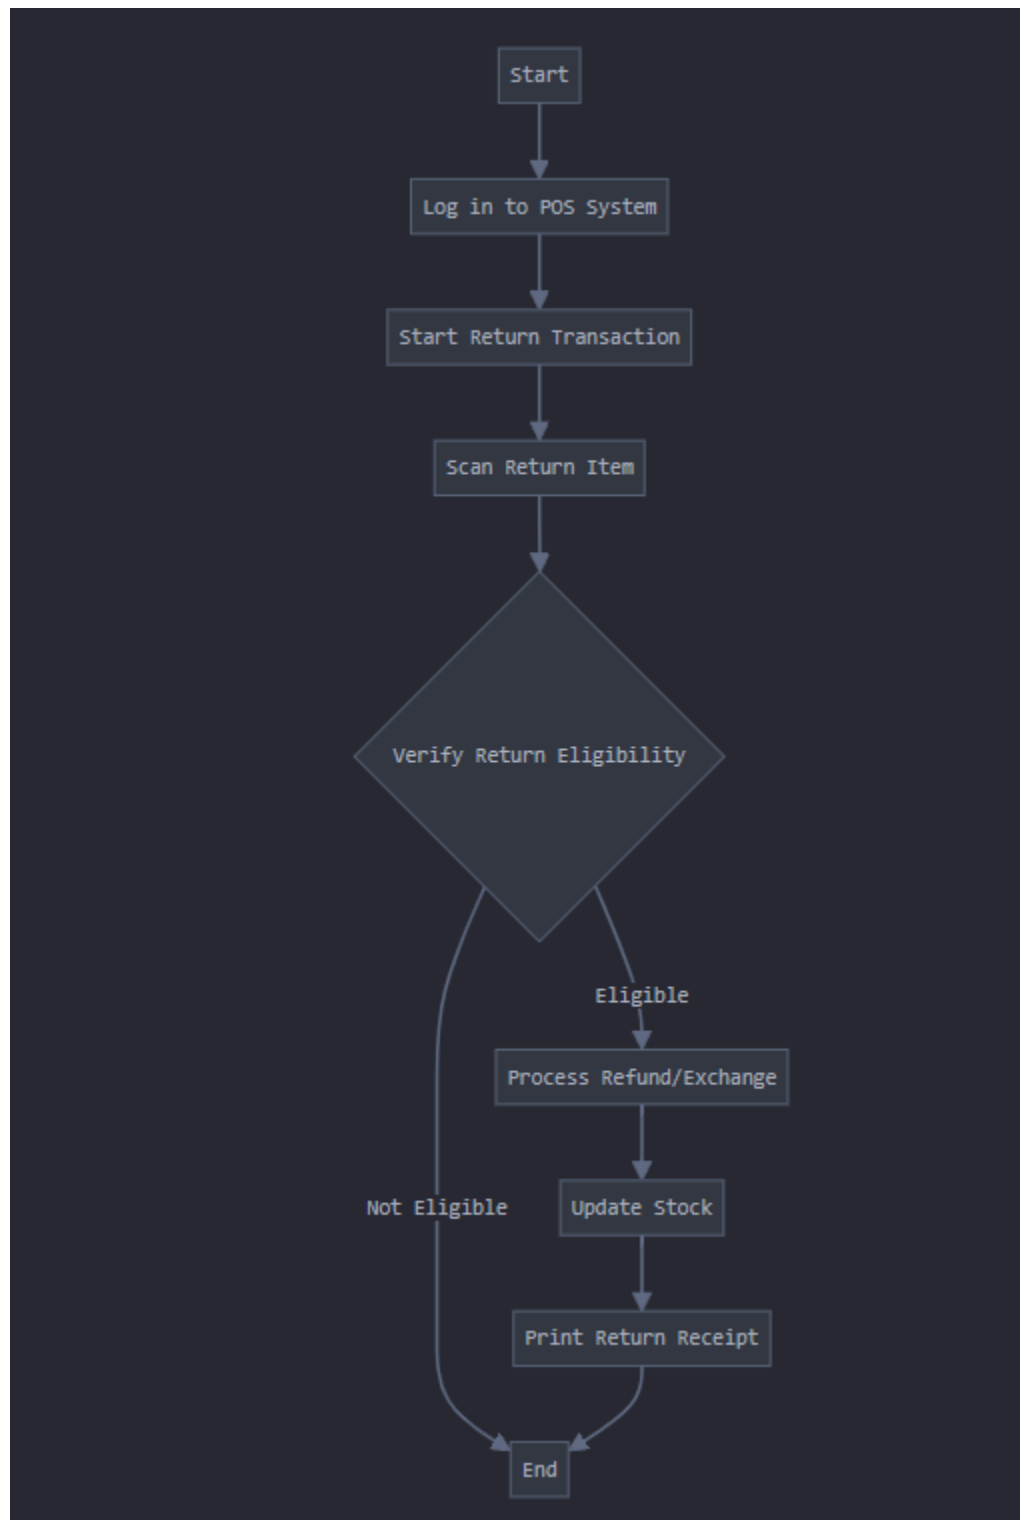 Start
Log in to POS System
Start Return Transaction
Scan Return Item
Verify Return Eligibility
Eligible
Process Refund/Exchange
Not Eligible
Update Stock
Print Return Receipt
End